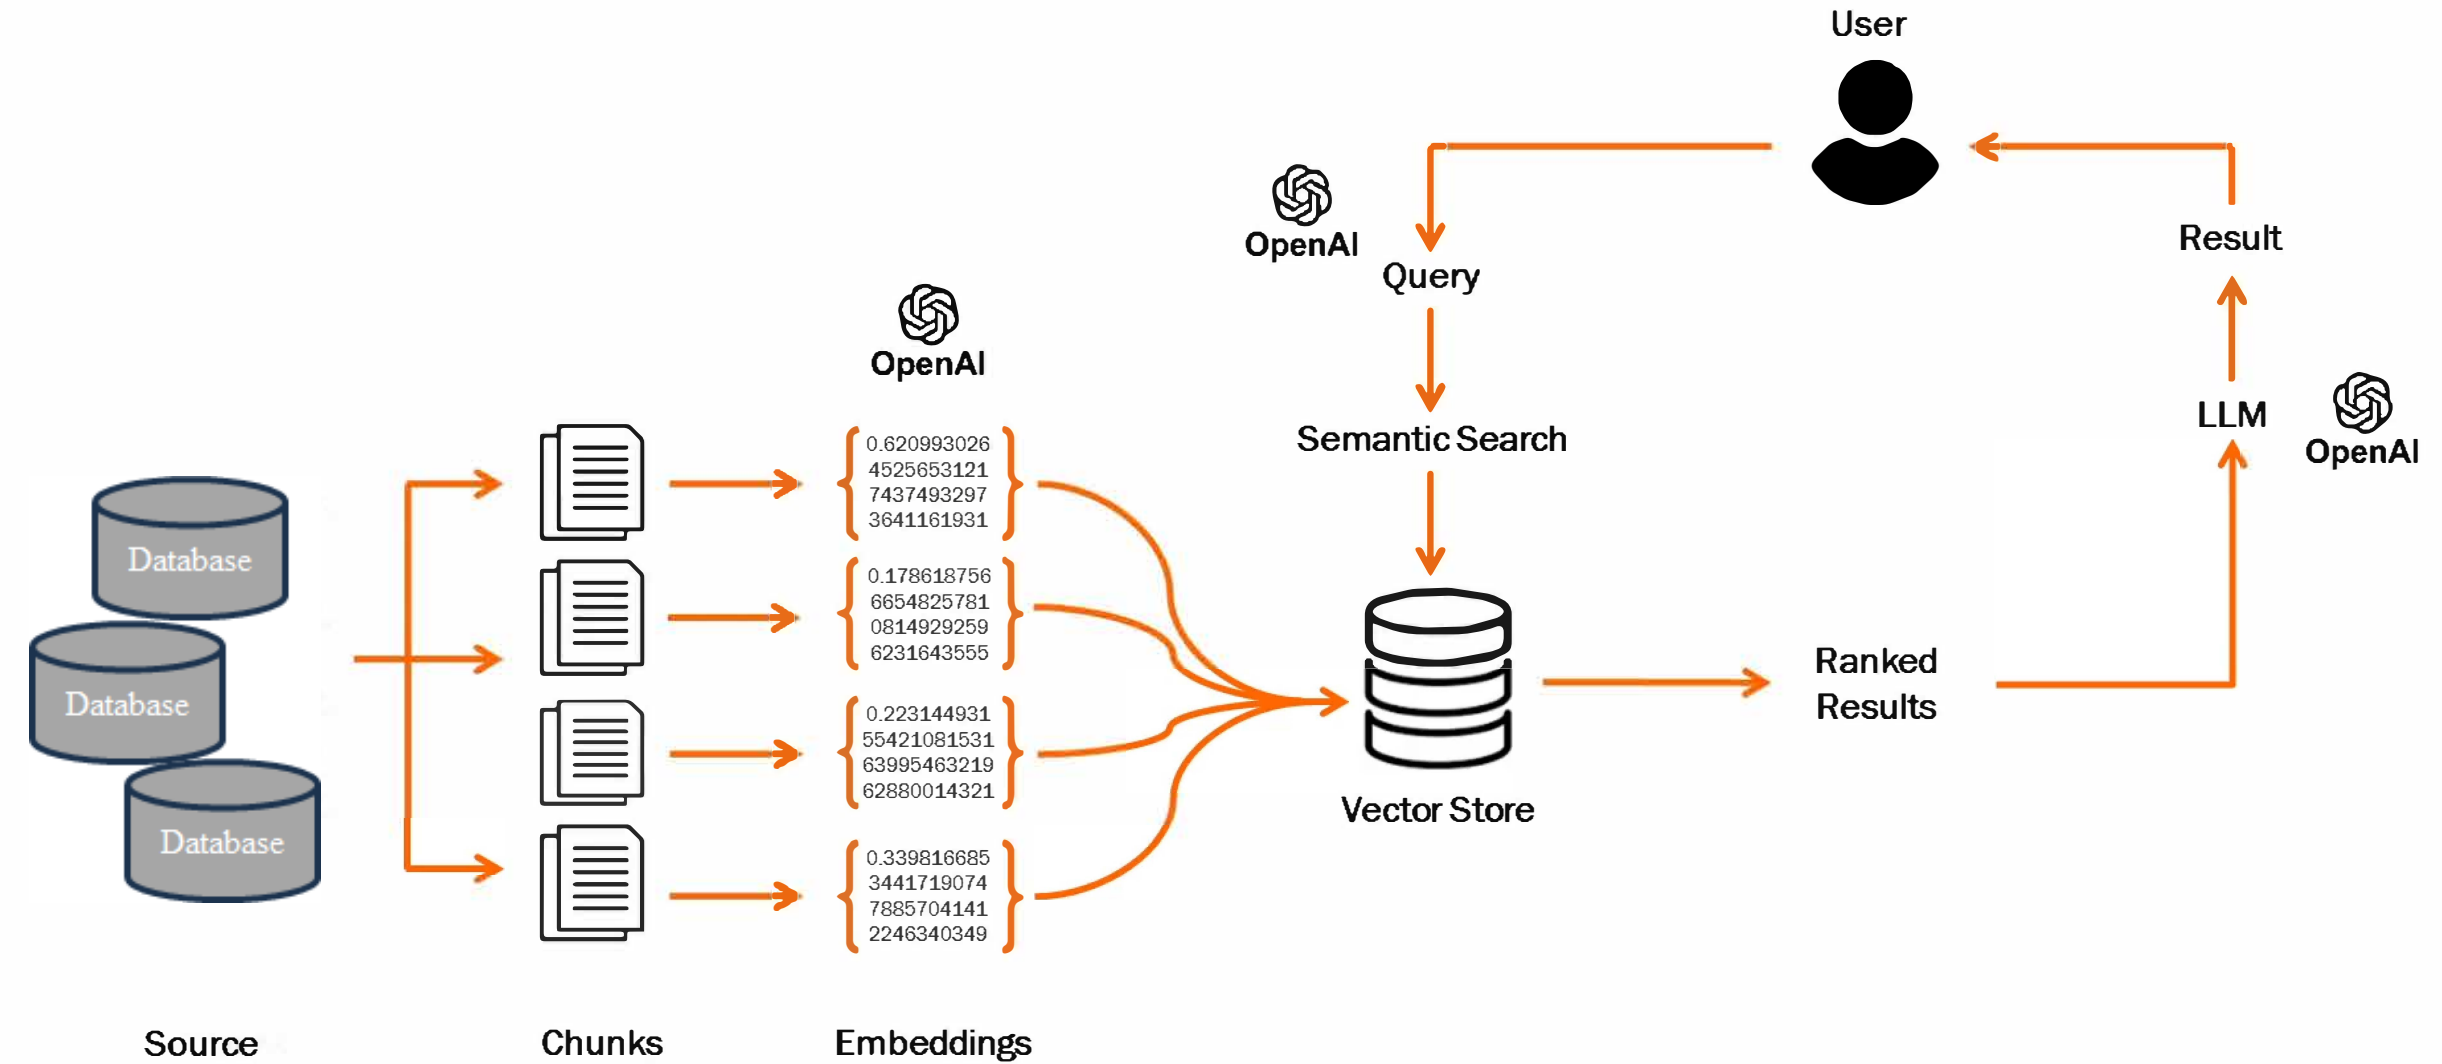 User
OpenAI
Query
Result
OpenAI
LLM
OpenAI
Semantic Search
Database
Database
Database
0.620993026
4525653121
7437493297
3641161931
0.178618756
6654825781
0814929259
6231643555
0.223144931
55421081531
63995463219
62880014321
0.339816685
3441719074
7885704141
2246340349
Vector Store
Ranked
Results
Source
Chunks
Embeddings